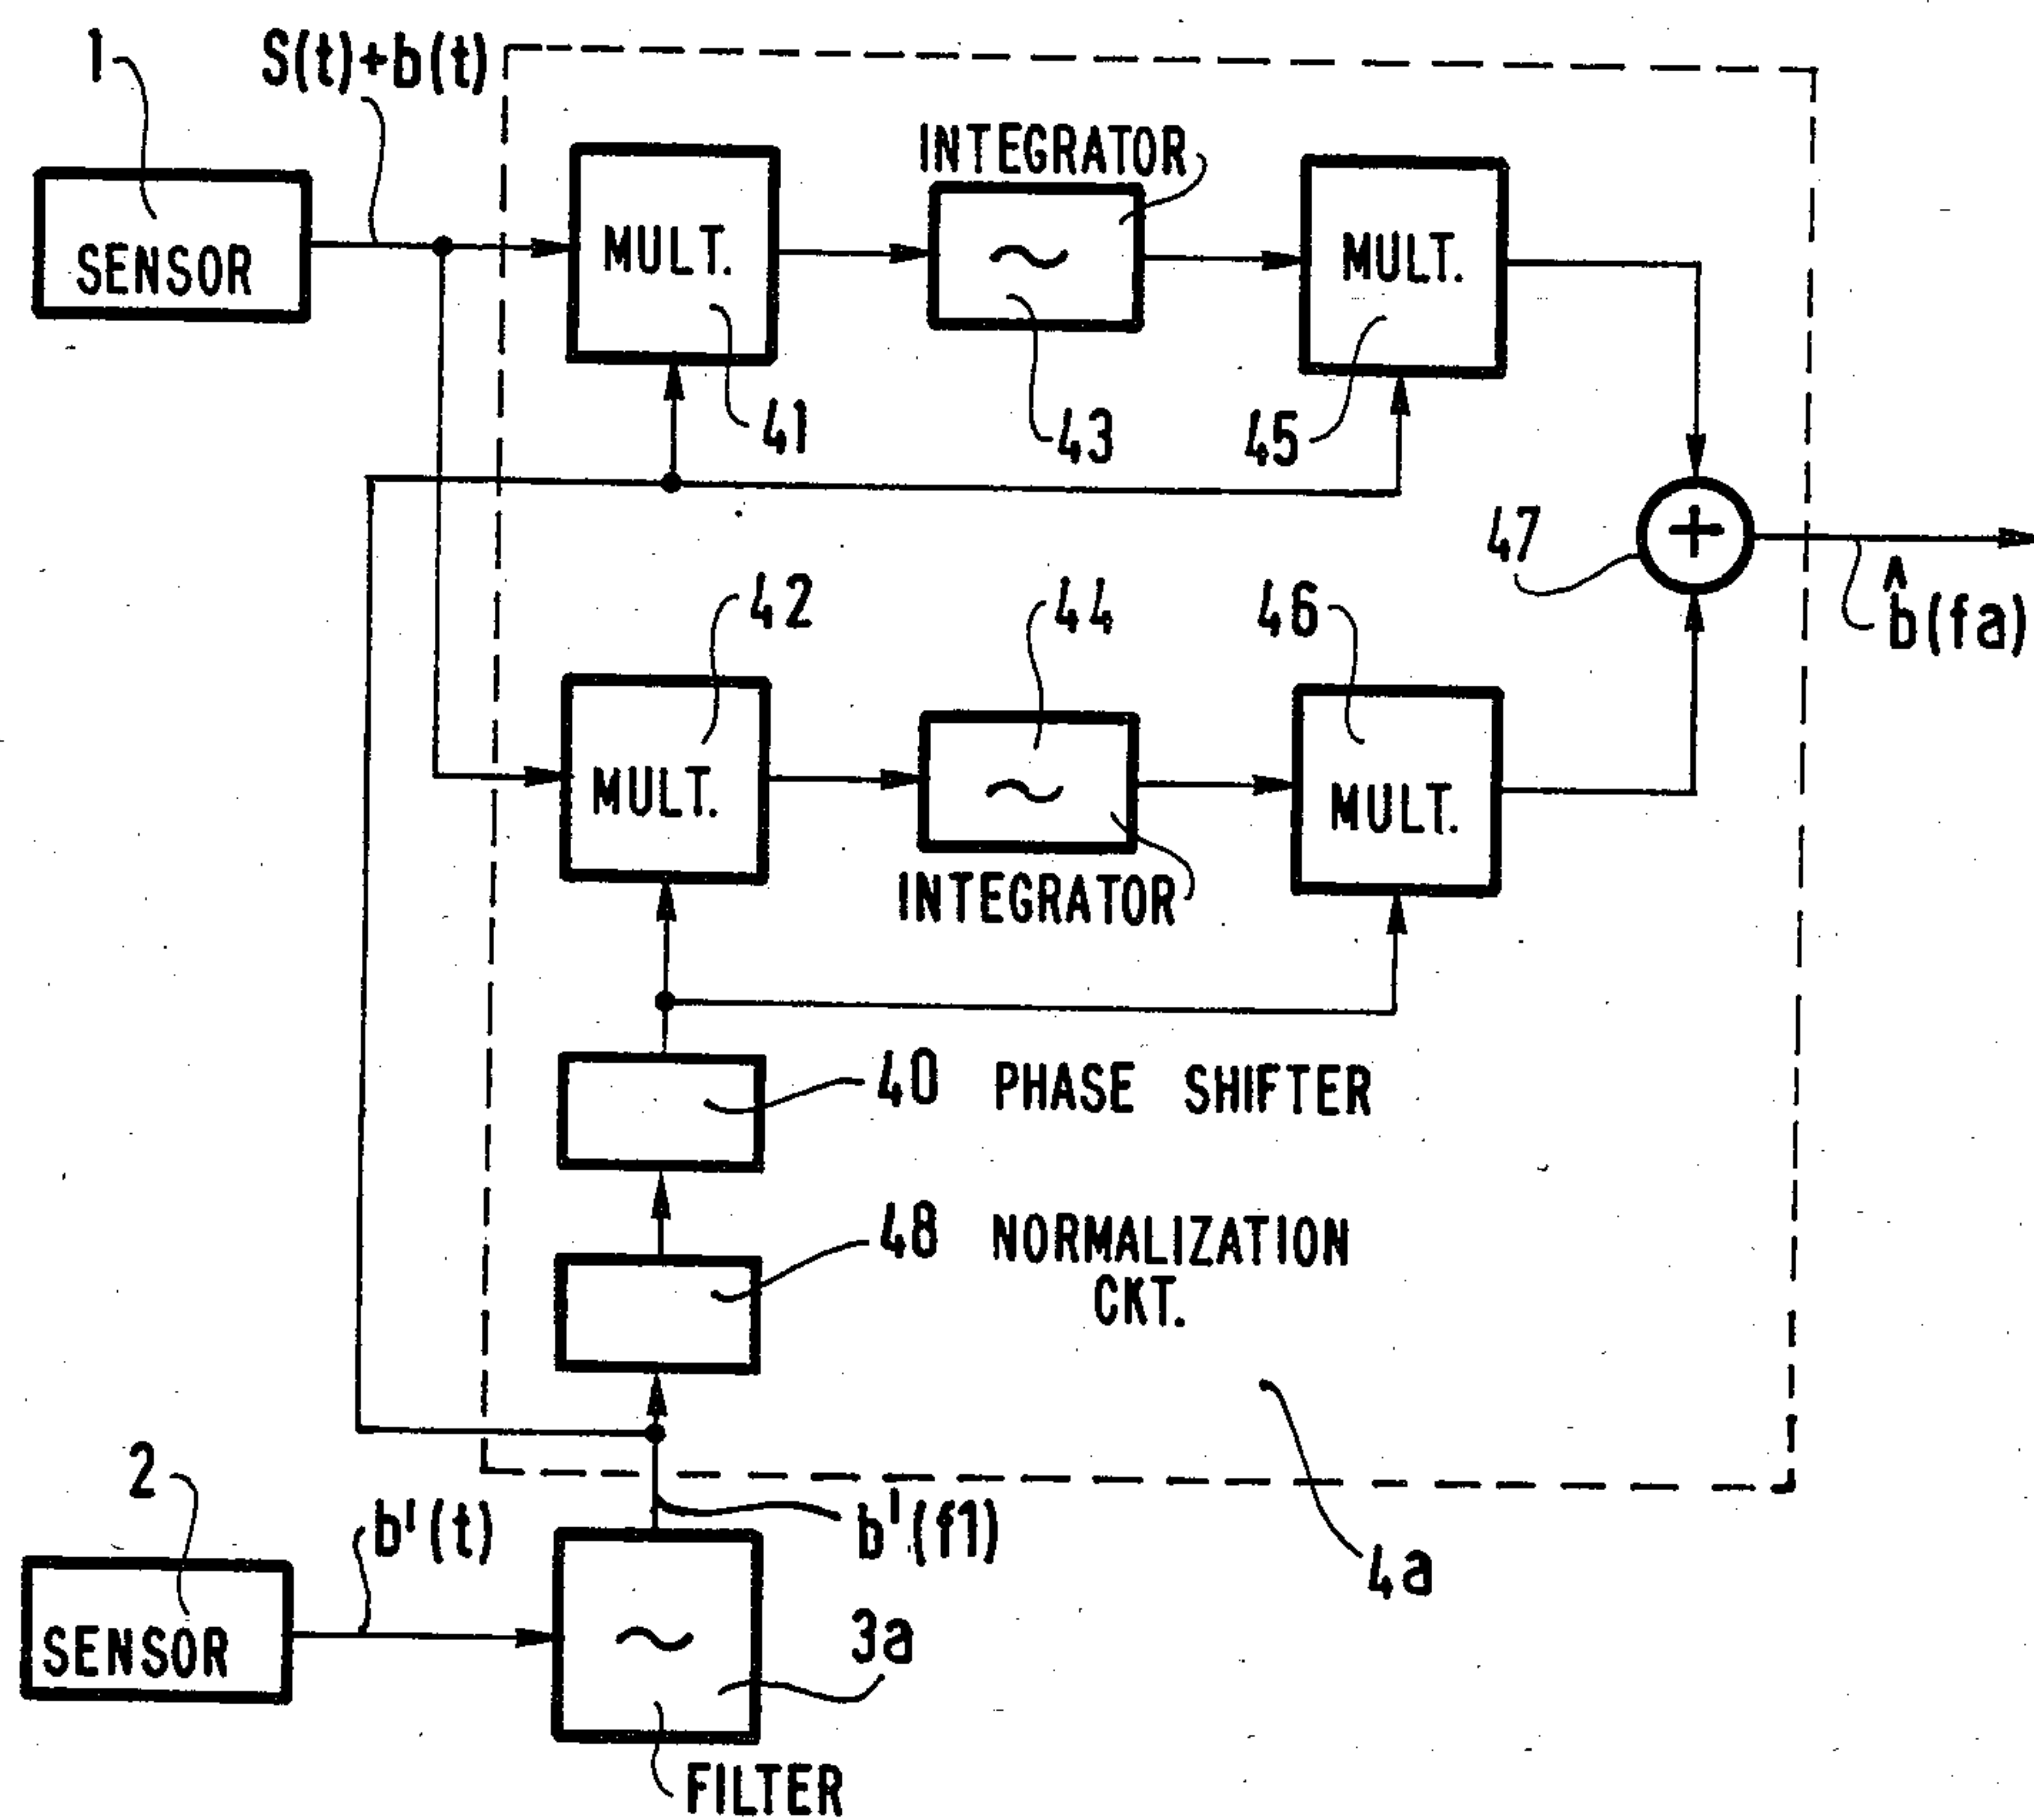 1
S(t)+b(t)
SENSOR
MULT.
41
INTEGRATOR
43
MULT.
45
47
+
b̂(fa)
42
MULT.
44
INTEGRATOR
46
MULT.
40 PHASE SHIFTER
48 NORMALIZATION
CKT.
2
SENSOR
b'(t)
b'(f1)
4a
3a
FILTER